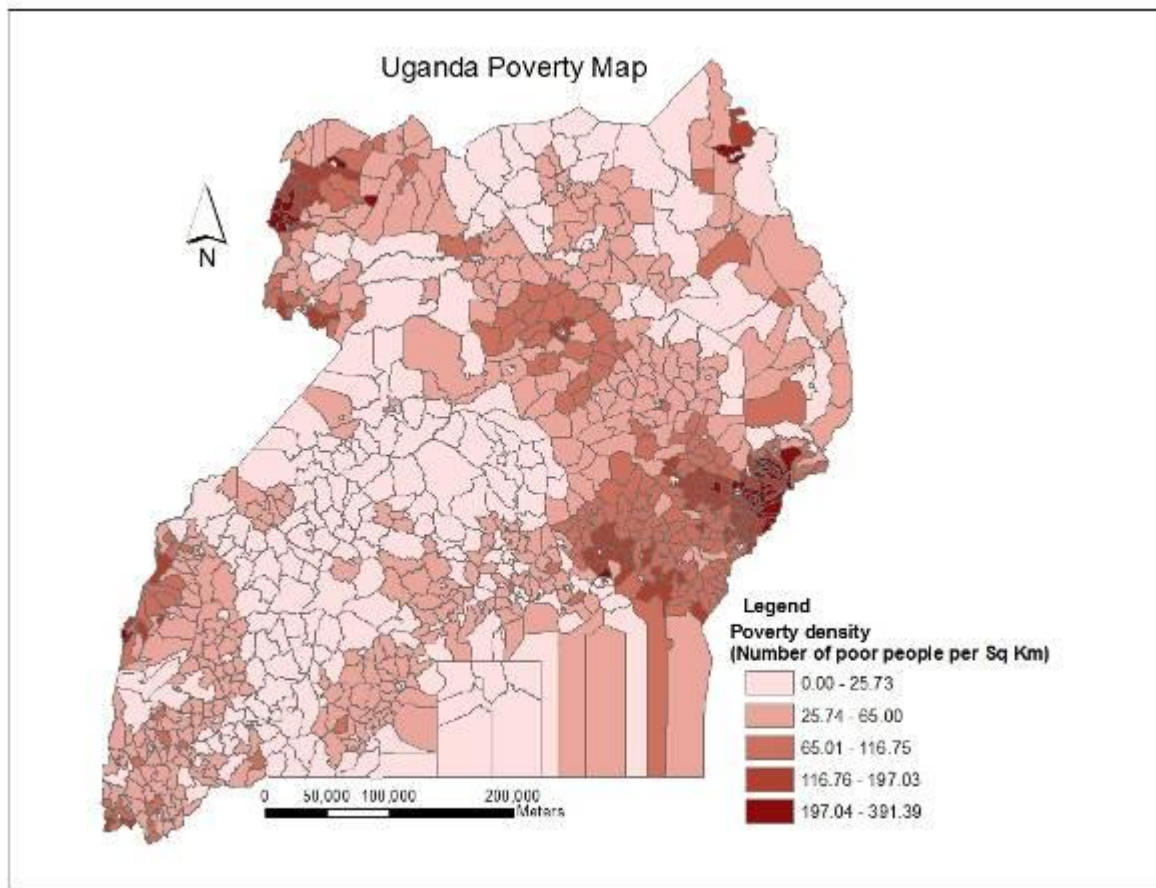 Uganda Poverty Map
N
Legend
Poverty density
(Number of poor people per Sq Km)
0.00 - 25.73
25.74 - 65.00
65.01 - 116.75
116.76 - 197.03
197.04 - 391.39
0 50,000 100,000 200,000
Meters